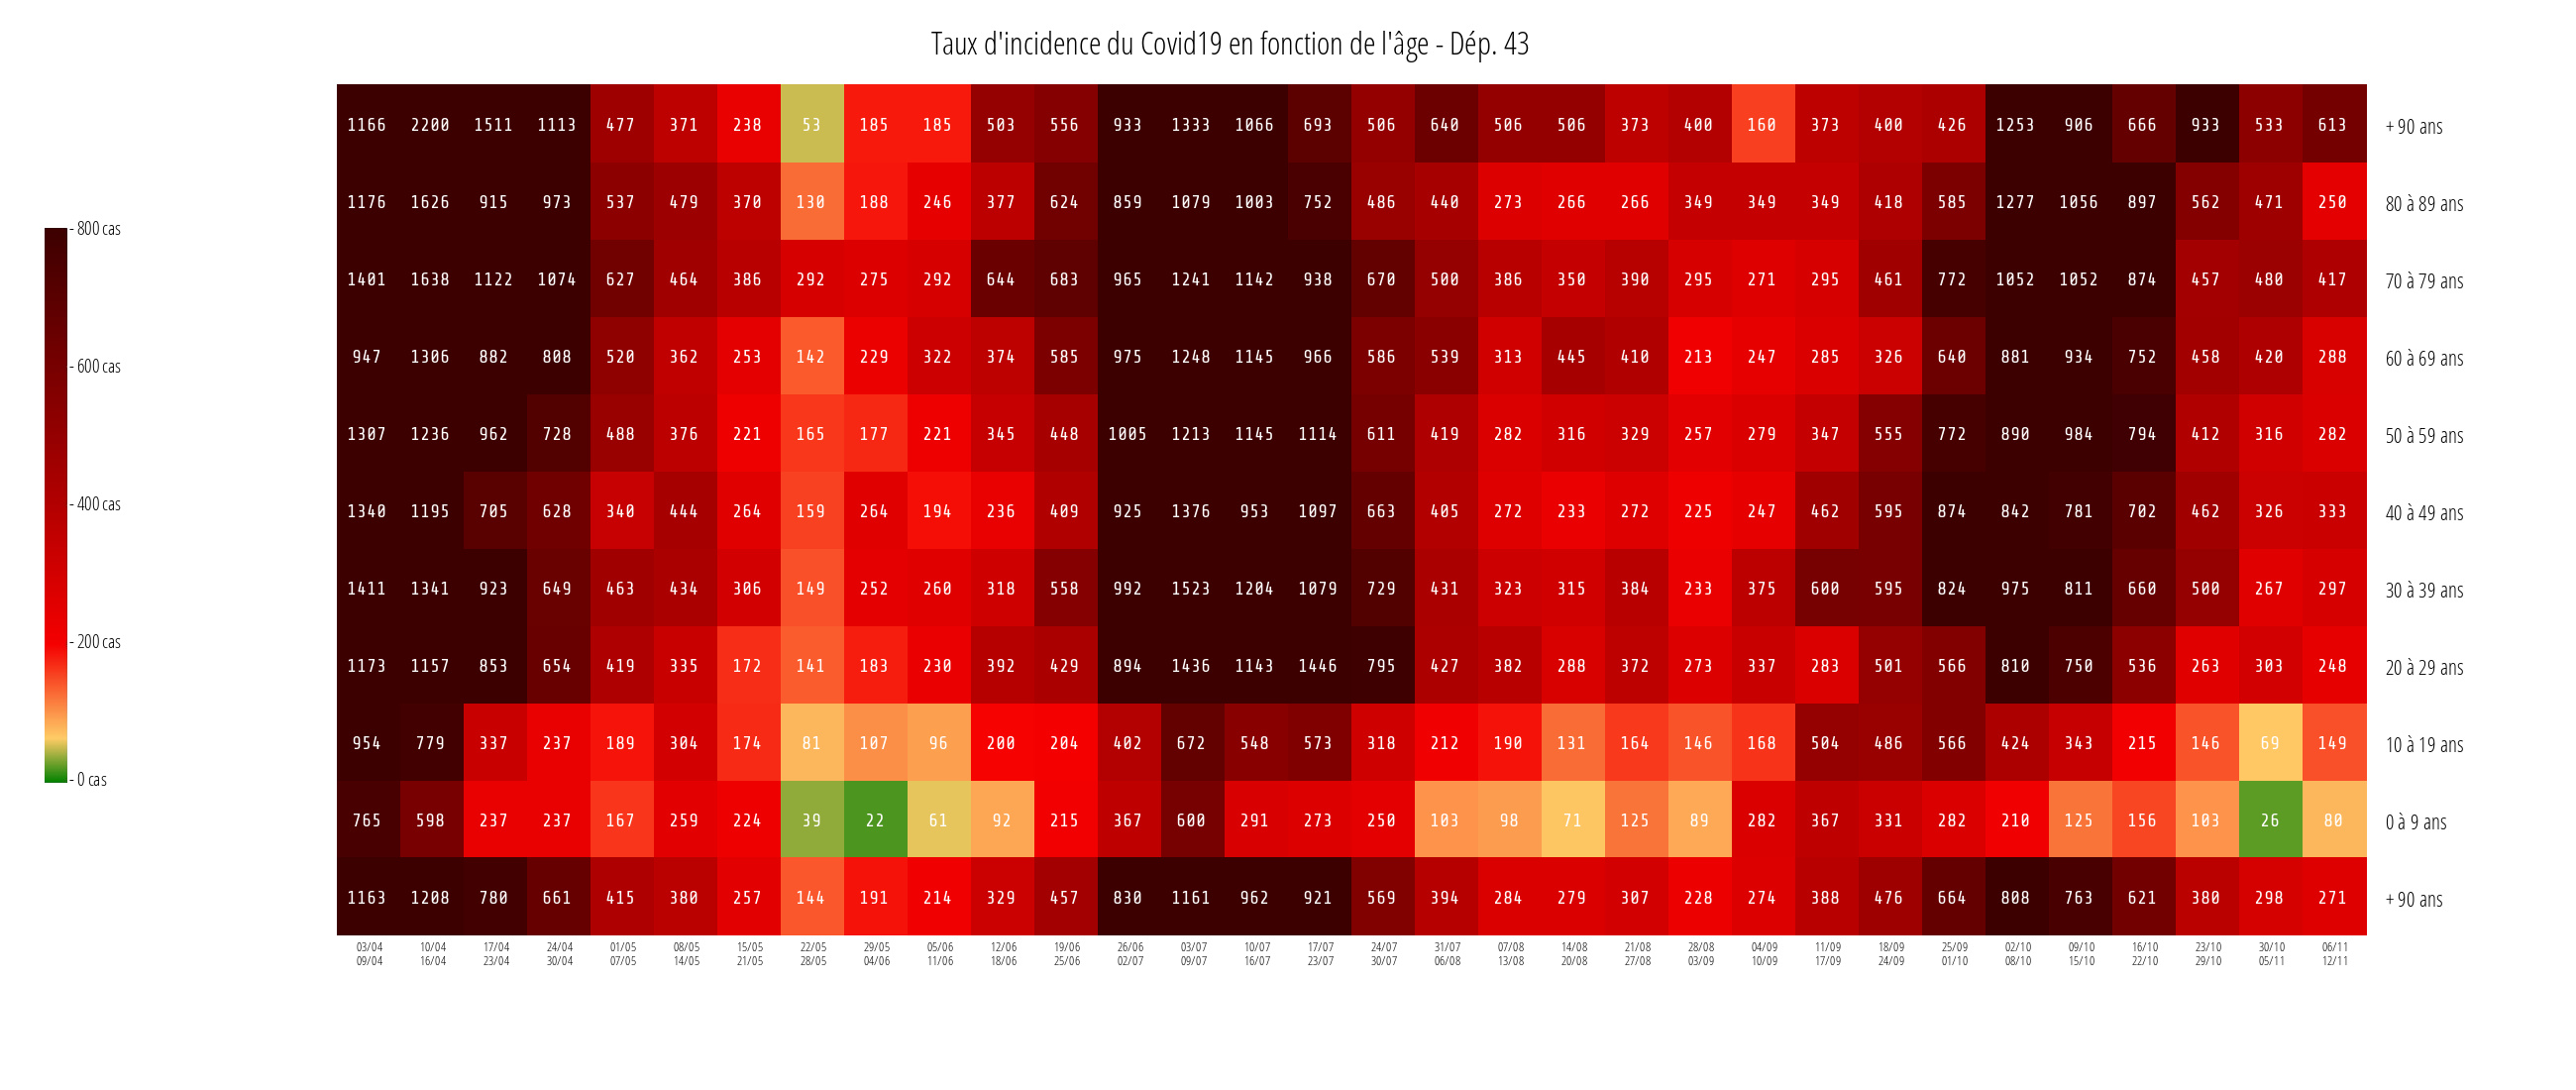 Taux d'incidence du Covid19 en fonction de l'âge - Dép. 43
- 800 cas
- 600 cas
- 400 cas
- 200 cas
- 0 cas
1166 2200 1511 1113 477 371 238 53 185 185 503 556 933 1333 1066 693 506 640 506 506 373 400 160 373 400 426 1253 906 666 933 533 613 + 90 ans
1176 1626 915 973 537 479 370 130 188 246 377 624 859 1079 1003 752 486 440 273 266 266 349 349 349 418 585 1277 1056 897 562 471 250 80 à 89 ans
1401 1638 1122 1074 627 464 386 292 275 292 644 683 965 1241 1142 938 670 500 386 350 390 295 271 295 461 772 1052 1052 874 457 480 417 70 à 79 ans
947 1306 882 808 520 362 253 142 229 322 374 585 975 1248 1145 966 586 539 313 445 410 213 247 285 326 640 881 934 752 458 420 288 60 à 69 ans
1307 1236 962 728 488 376 221 165 177 221 345 448 1005 1213 1145 1114 611 419 282 316 329 257 279 347 555 772 890 984 794 412 316 282 50 à 59 ans
1340 1195 705 628 340 444 264 159 264 194 236 409 925 1376 953 1097 663 405 272 233 272 225 247 462 595 874 842 781 702 462 326 333 40 à 49 ans
1411 1341 923 649 463 434 306 149 252 260 318 558 992 1523 1204 1079 729 431 323 315 384 233 375 600 595 824 975 811 660 500 267 297 30 à 39 ans
1173 1157 853 654 419 335 172 141 183 230 392 429 894 1436 1143 1446 795 427 382 288 372 273 337 283 501 566 810 750 536 263 303 248 20 à 29 ans
954 779 337 237 189 304 174 81 107 96 200 204 402 672 548 573 318 212 190 131 164 146 168 504 486 566 424 343 215 146 69 149 10 à 19 ans
765 598 237 237 167 259 224 39 22 61 92 215 367 600 291 273 250 103 98 71 125 89 282 367 331 282 210 125 156 103 26 80 0 à 9 ans
1163 1208 780 661 415 380 257 144 191 214 329 457 830 1161 962 921 569 394 284 279 307 228 274 388 476 664 808 763 621 380 298 271 + 90 ans
03/04 10/04 17/04 24/04 01/05 08/05 15/05 22/05 29/05 05/06 12/06 19/06 26/06 03/07 10/07 17/07 24/07 31/07 07/08 14/08 21/08 28/08 04/09 11/09 18/09 25/09 02/10 09/10 16/10 23/10 30/10 06/11
09/04 16/04 23/04 30/04 07/05 14/05 21/05 28/05 04/06 11/06 18/06 25/06 02/07 09/07 16/07 23/07 30/07 06/08 13/08 20/08 27/08 03/09 10/09 17/09 24/09 01/10 08/10 15/10 22/10 29/10 05/11 12/11